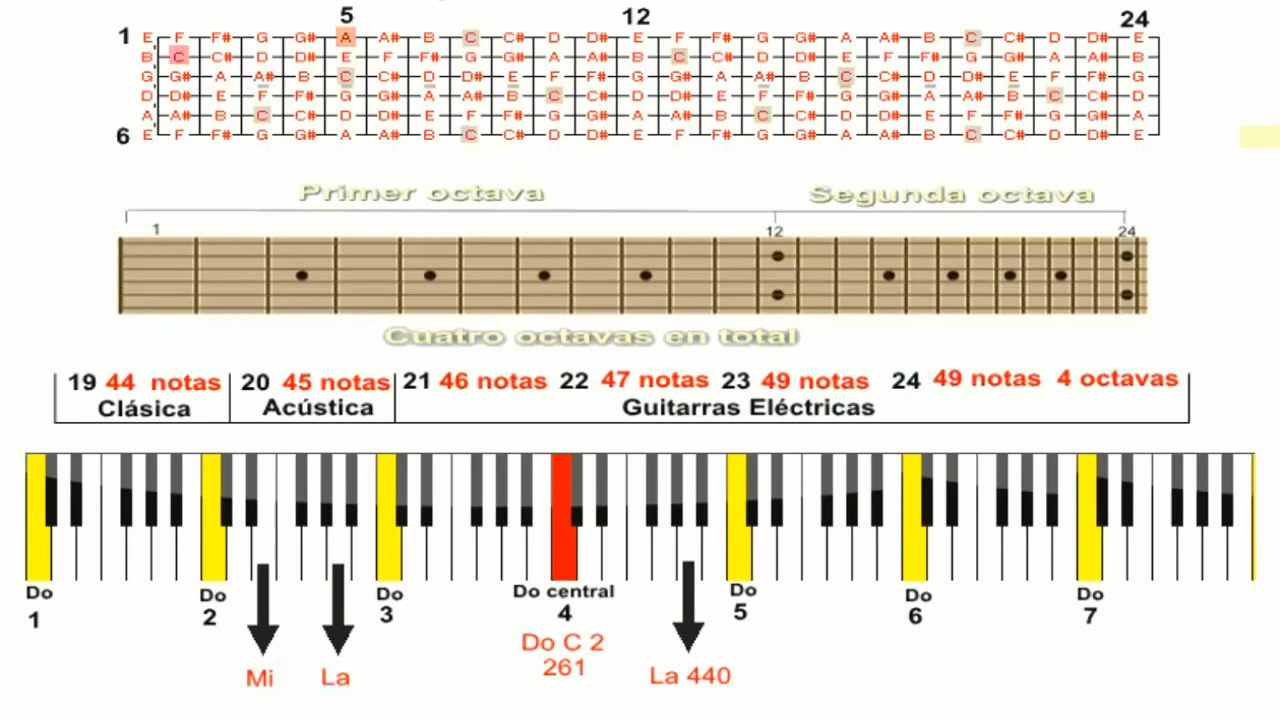 5 12 24
1 E F F# G G# A A# B C C# D D# E F F# G G# A A# B C C# D D# E
B C C# D D# E F F# G G# A A# B C C# D D# E F F# G G# A A# B
G G# A A# B C C# D D# E F F# G G# A A# B C C# D D# E F F# G
D D# E F F# G G# A A# B C C# D D# E F F# G G# A A# B C C# D
A A# B C C# D D# E F F# G G# A A# B C C# D D# E F F# G G# A
6 E F F# G G# A A# B C C# D D# E F F# G G# A A# B C C# D D# E
Primer octava Segunda octava
1 12 24
Cuatro octavas en total
19 44 notas 20 45 notas 21 46 notas 22 47 notas 23 49 notas 24 49 notas 4 octavas
Clásica Acústica Guitarras Eléctricas
Do Do Do Do central Do Do Do
1 2 3 4 5 6 7
Do C 2
261
Mi La La 440